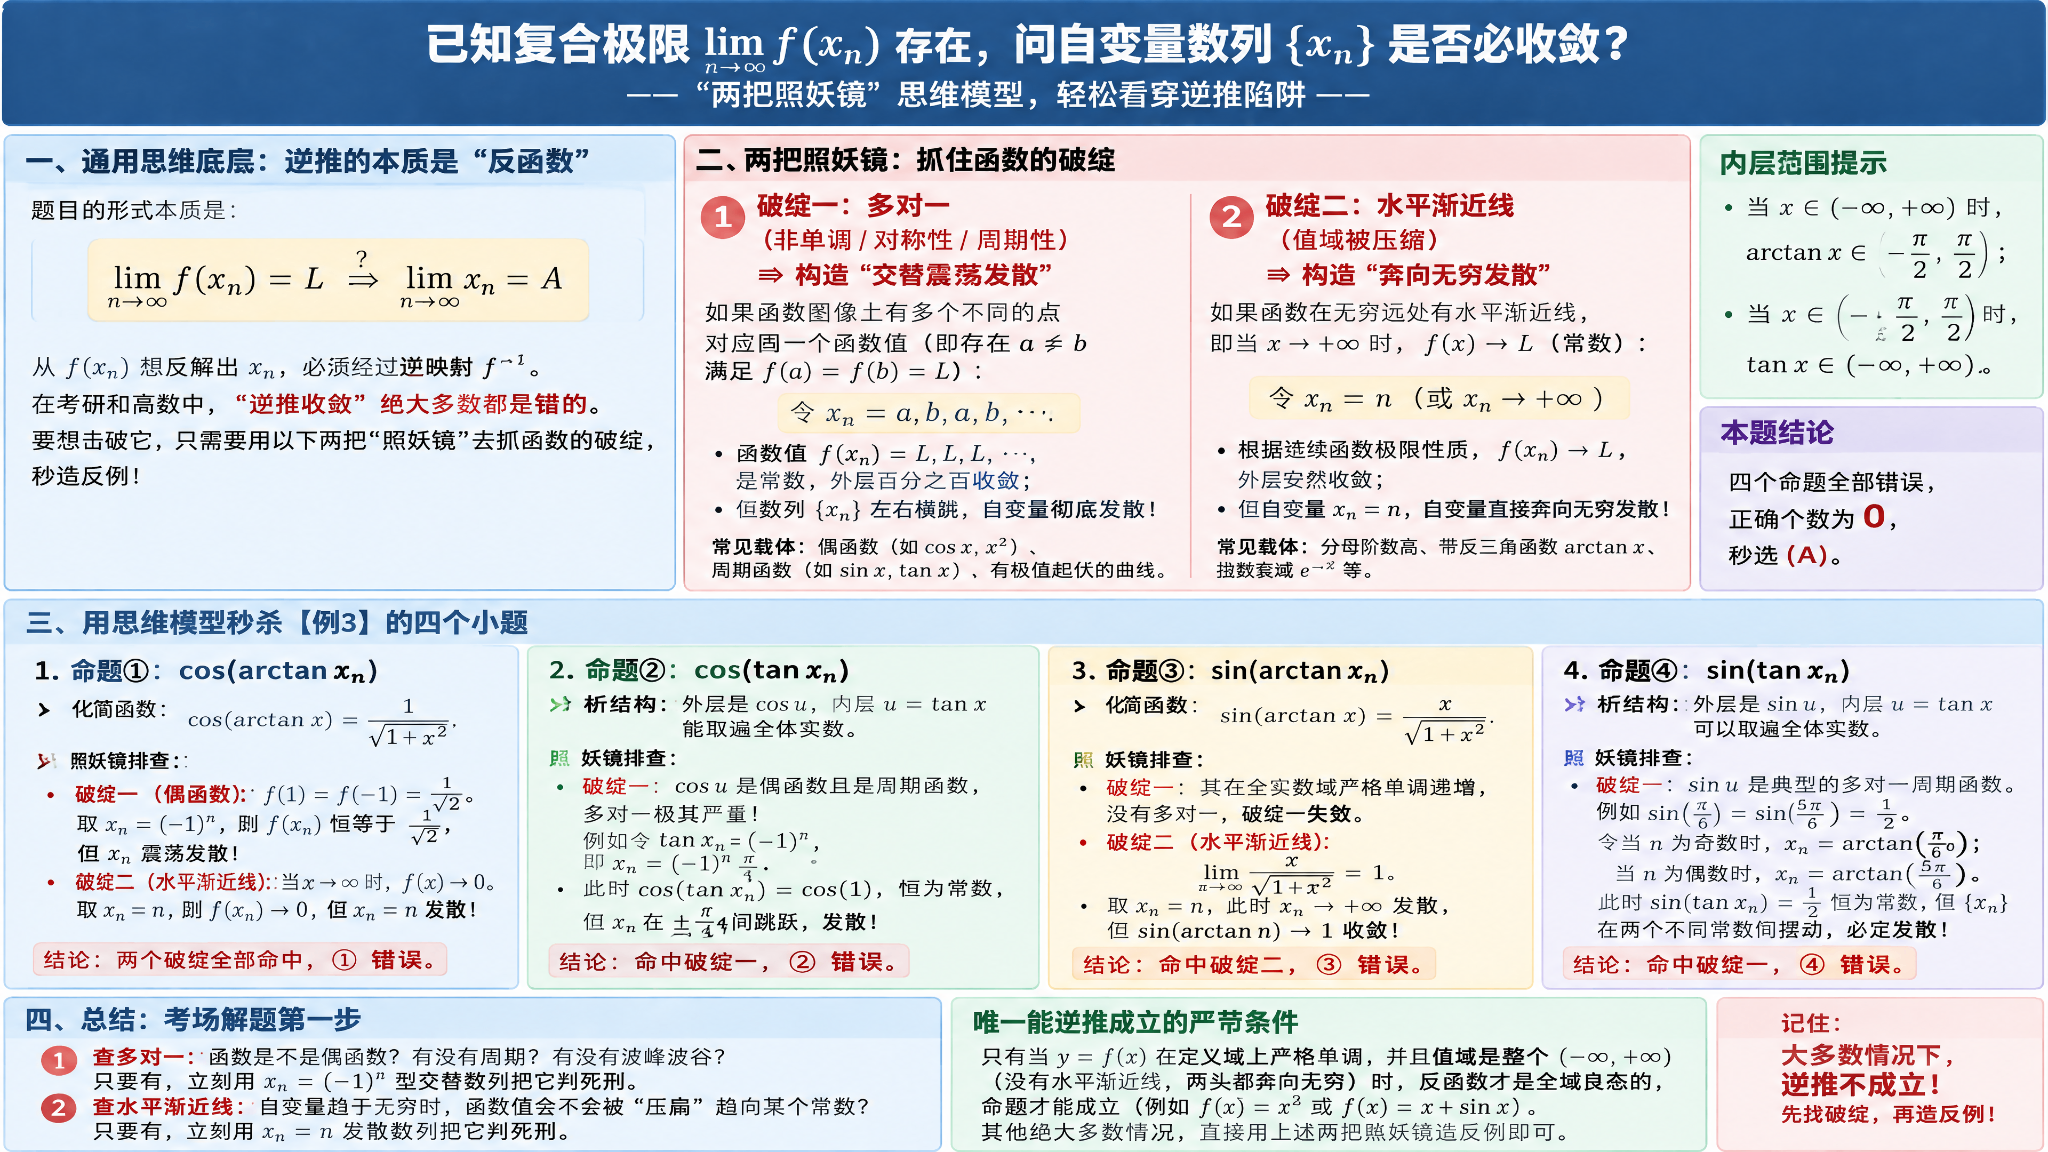 已知复合极限 lim_{n→∞} f(x_n) 存在，问自变量数列 {x_n} 是否必收敛？
—— “两把照妖镜”思维模型，轻松看穿逆推陷阱 ——
一、通用思维底层：逆推的本质是“反函数”
题目的形式本质是：
lim_{n→∞} f(x_n) = L ⇒^? lim_{n→∞} x_n = A
从 f(x_n) 想反解出 x_n，必须经过逆映射 f^{-1}。
在考研和高数中，“逆推收敛”绝大多数都是错的。
要想击破它，只需要用以下两把“照妖镜”去抓函数的破绽，
秒造反例！
二、两把照妖镜：抓住函数的破绽
1 破绽一：多对一
（非单调 / 对称性 / 周期性）
⇒ 构造 “交替震荡发散”
如果函数图像土有多个不同的点
对应固一个函数值（即存在 a ≠ b
满足 f(a) = f(b) = L）：
令 x_n = a, b, a, b, ⋯.
• 函数值 f(x_n) = L, L, L, ⋯,
是常数，外层百分之百收敛；
• 但数列 {x_n} 左右横跳，自变量彻底发散！
常见载体：偶函数（如 cos x, x²）、
周期函数（如 sin x, tan x）、有极值起伏的曲线。
2 破绽二：水平渐近线
（值域被压缩）
⇒ 构造 “奔向无穷发散”
如果函数在无穷远处有水平渐近线，
即当 x → +∞ 时，f(x) → L（常数）：
令 x_n = n （或 x_n → +∞ ）
• 根据连续函数极限性质，f(x_n) → L，
外层安然收敛；
• 但自变量 x_n = n，自变量直接奔向无穷发散！
常见载体：分母阶数高、带反三角函数 arctan x、
等。
内层范围提示
• 当 x ∈ (−∞, +∞) 时，
arctan x ∈ (−π/2, π/2)；
• 当 x ∈ (− π/2, π/2) 时，
tan x ∈ (−∞, +∞)。
本题结论
四个命题全部错误，
正确个数为 0，
秒选 (A)。
三、用思维模型秒杀【例3】的四个小题
1. 命题①：cos(arctan x_n)
➤ 化简函数： cos(arctan x) = 1/√(1+x²).
照妖镜排查：
• 破绽一（偶函数）：f(1) = f(−1) = 1/√2。
取 x_n = (−1)^n，则 f(x_n) 恒等于 1/√2，
但 x_n 震荡发散！
• 破绽二（水平渐近线）：当x→∞ 时，f(x)→0。
取 x_n = n, 则 f(x_n) → 0，但 x_n = n 发散！
结论：两个破绽全部命中，① 错误。
2. 命题②：cos(tan x_n)
析结构：外层是 cos u，内层 u = tan x
能取遍全体实数。
照 妖镜排查：
• 破绽一：cos u 是偶函数且是周期函数，
多对一极其严重！
例如令 tan x_n = (−1)^n，
即 x_n = (−1)^n π/4.
• 此时 cos(tan x_n) = cos(1)，恒为常数，
但 x_n 在 ±π/4 间跳跃，发散！
结论：命中破绽一，② 错误。
3. 命题③：sin(arctan x_n)
➤ 化简函数： sin(arctan x) = x/√(1+x²).
照 妖镜排查：
• 破绽一：其在全实数域严格单调递增，
没有多对一，破绽一失效。
• 破绽二（水平渐近线）：
lim_{π→∞} x/√(1+x²) = 1。
• 取 x_n = n，此时 x_n → +∞ 发散，
但 sin(arctan n) → 1 收敛！
结论：命中破绽二，③ 错误。
4. 命题④：sin(tan x_n)
析结构：外层是 sin u，内层 u = tan x
可以取遍全体实数。
照 妖镜排查：
• 破绽一：sin u 是典型的多对一周期函数。
例如 sin(π/6) = sin(5π/6) = 1/2。
令当 n 为奇数时，x_n = arctan(π/6)；
当 n 为偶数时，x_n = arctan(5π/6)。
此时 sin(tan x_n) = 1/2 恒为常数，但 {x_n}
在两个不同常数间摆动，必定发散！
结论：命中破绽一，④ 错误。
四、总结：考场解题第一步
1 查多对一：函数是不是偶函数？有没有周期？有没有波峰波谷？
只要有，立刻用 x_n = (−1)^n 型交替数列把它判死刑。
2 查水平渐近线：自变量趋于无穷时，函数值会不会被“压扁”趋向某个常数？
只要有，立刻用 x_n = n 发散数列把它判死刑。
唯一能逆推成立的严苛条件
只有当 y = f(x) 在定义域上严格单调，并且值域是整个 (−∞, +∞)
（没有水平渐近线，两头都奔向无穷）时，反函数才是全域良态的，
命题才能成立（例如 f(x) = x² 或 f(x) = x + sin x）。
其他绝大多数情况，直接用上述两把照妖镜造反例即可。
记住：
大多数情况下，
逆推不成立！
先找破绽，再造反例！